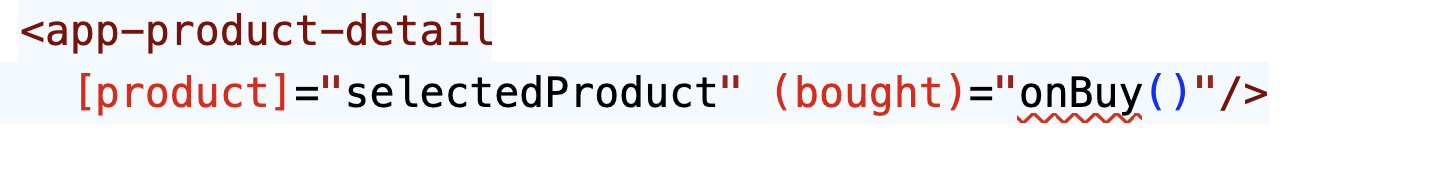 <app-product-detail
[product]="selectedProduct" (bought)="onBuy()"/>